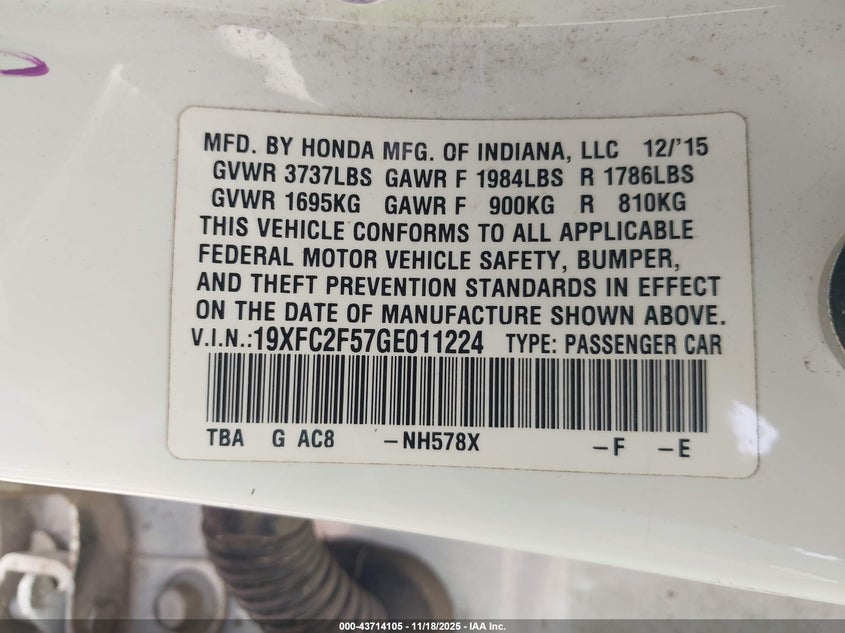 MFD. BY HONDA MFG. OF INDIANA, LLC 12/'15
GVWR 3737LBS GAWR F 1984LBS R 1786LBS
GVWR 1695KG GAWR F 900KG R 810KG
THIS VEHICLE CONFORMS TO ALL APPLICABLE
FEDERAL MOTOR VEHICLE SAFETY, BUMPER,
AND THEFT PREVENTION STANDARDS IN EFFECT
ON THE DATE OF MANUFACTURE SHOWN ABOVE.
V.I.N.:19XFC2F57GE011224 TYPE: PASSENGER CAR
TBA G AC8 -NH578X -F -E
000-43714105 - 11/18/2025 - IAA Inc.